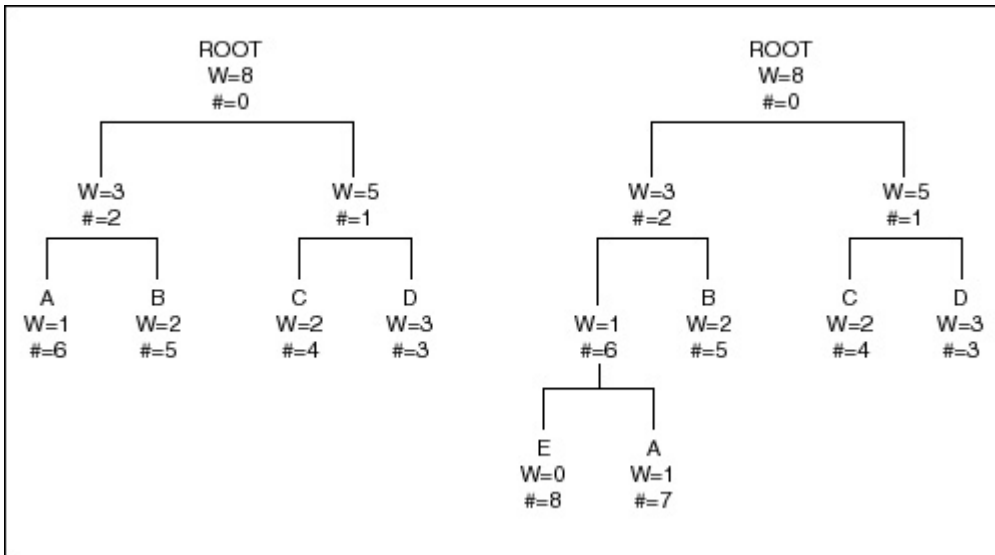 ROOT
W=8
#=0
W=3
#=2
W=5
#=1
A
W=1
#=6
B
W=2
#=5
C
W=2
#=4
D
W=3
#=3
ROOT
W=8
#=0
W=3
#=2
W=5
#=1
W=1
#=6
B
W=2
#=5
C
W=2
#=4
D
W=3
#=3
E
W=0
#=8
A
W=1
#=7